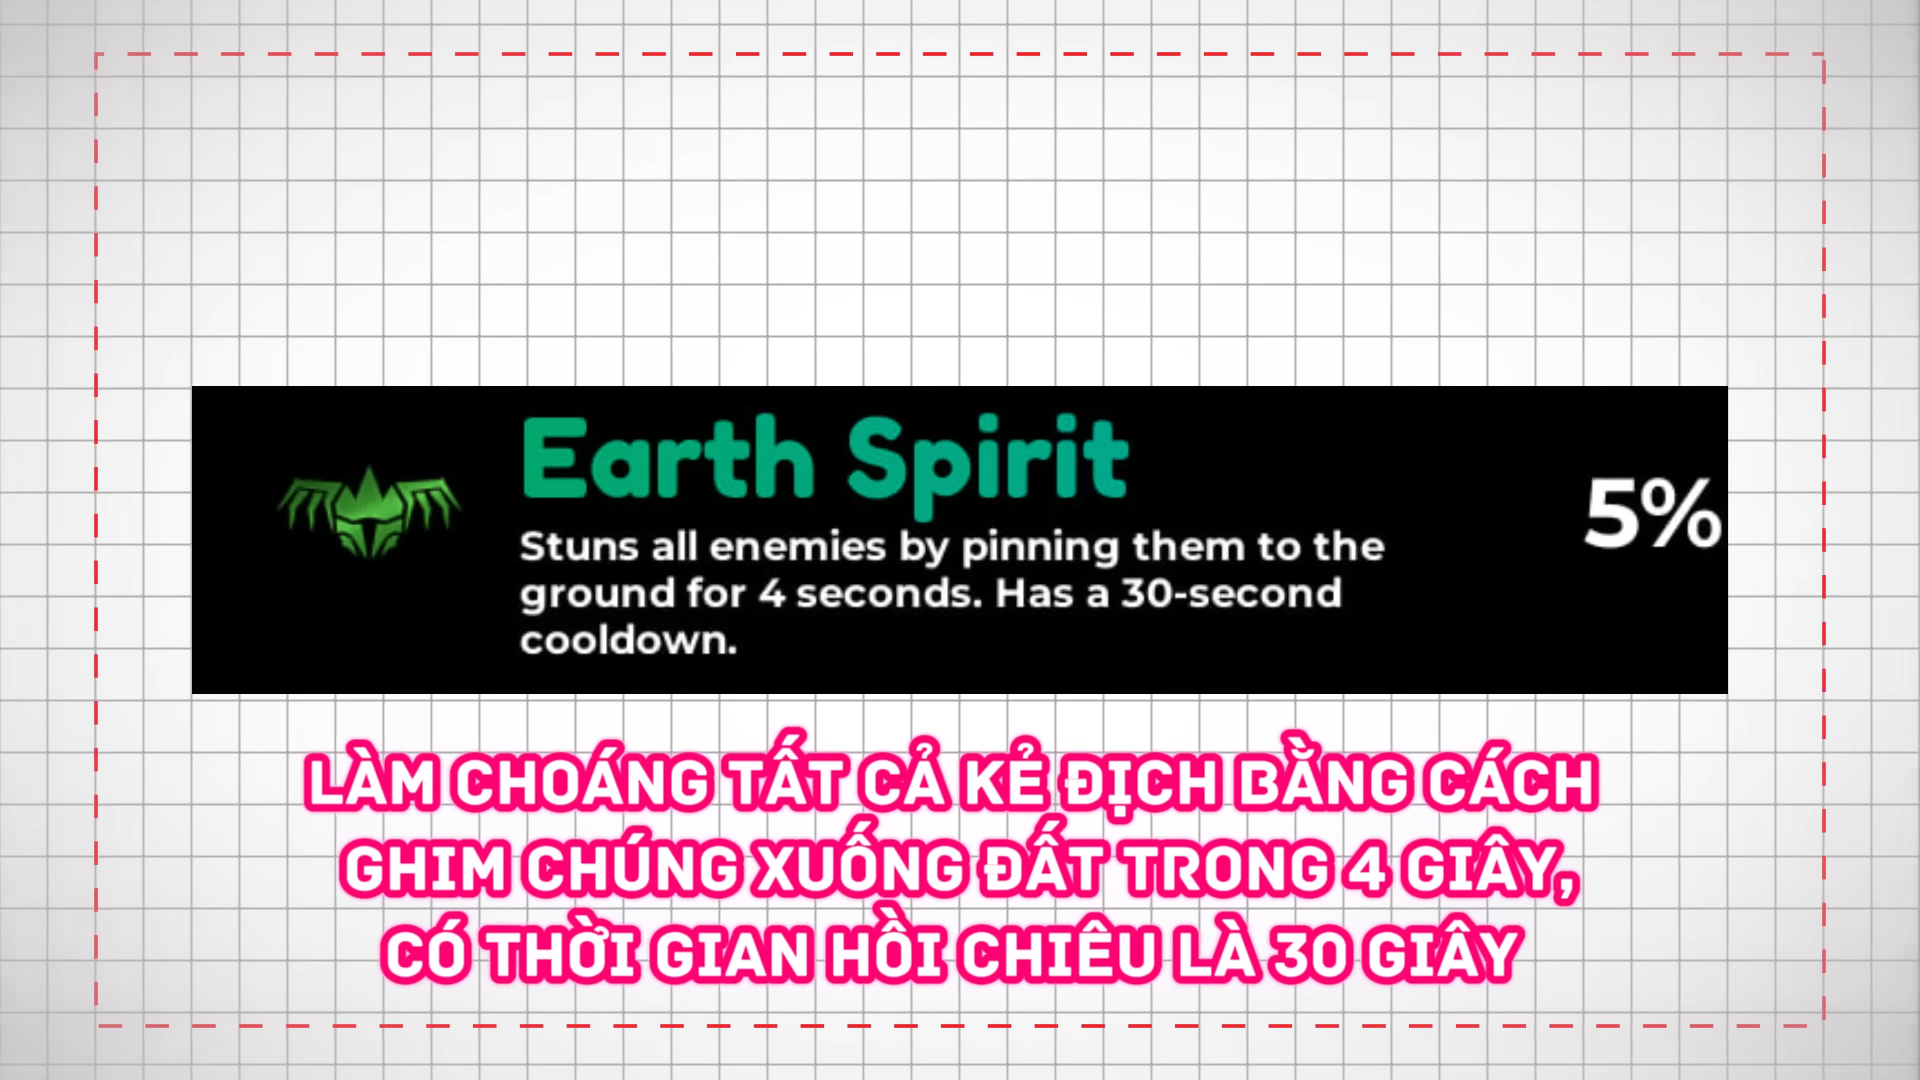 Earth Spirit
Stuns all enemies by pinning them to the
ground for 4 seconds. Has a 30-second
cooldown.
5%
LÀM CHOÁNG TẤT CẢ KẺ ĐỊCH BẰNG CÁCH
GHIM CHÚNG XUỐNG ĐẤT TRONG 4 GIÂY,
CÓ THỜI GIAN HỒI CHIÊU LÀ 30 GIÂY